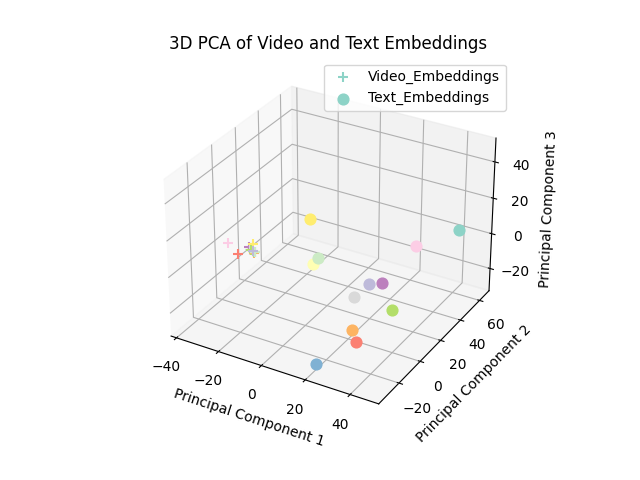 3D PCA of Video and Text Embeddings
Video_Embeddings
Text_Embeddings
40
20
0
−20
Principal Component 3
60
40
20
0
−20
Principal Component 2
−40
−20
0
20
40
Principal Component 1